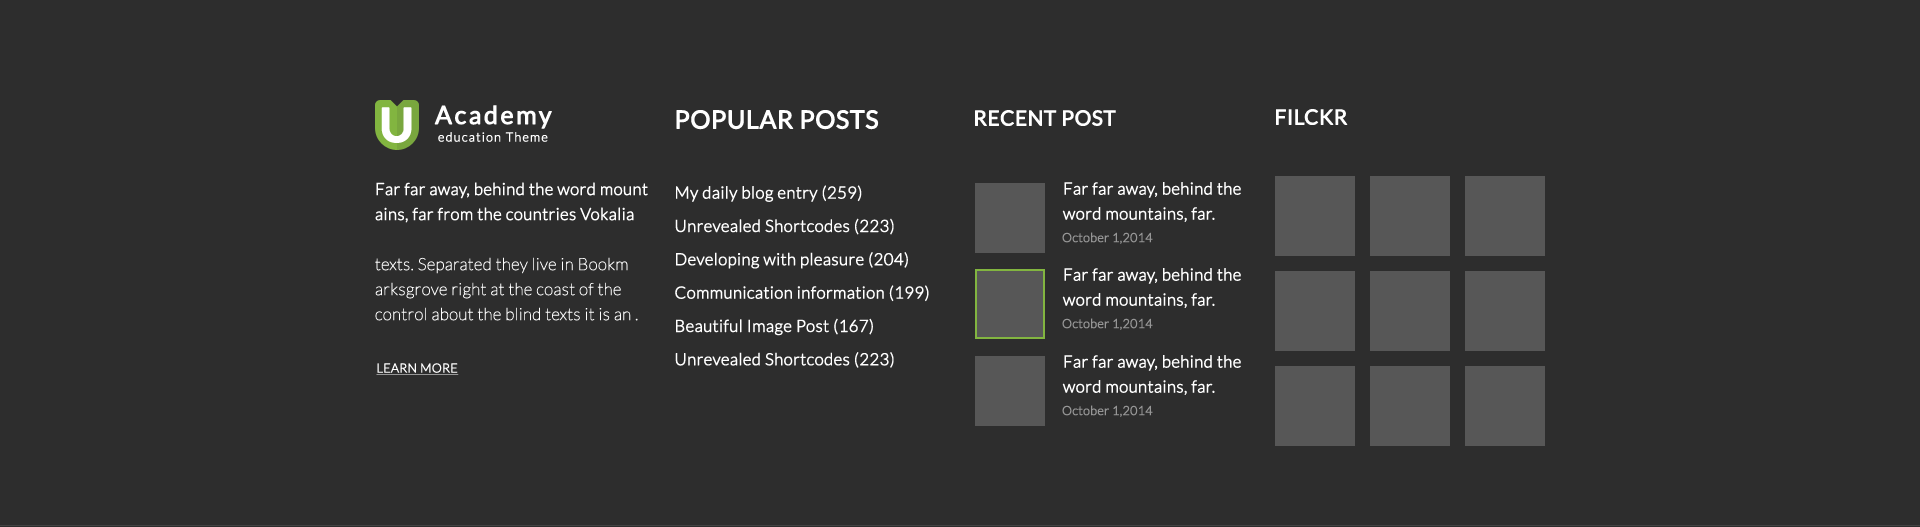 U
Academy
education Theme
Far far away, behind the word mount
ains, far from the countries Vokalia
texts. Separated they live in Bookm
arksgrove right at the coast of the
control about the blind texts it is an .
LEARN MORE
POPULAR POSTS
My daily blog entry (259)
Unrevealed Shortcodes (223)
Developing with pleasure (204)
Communication information (199)
Beautiful Image Post (167)
Unrevealed Shortcodes (223)
RECENT POST
Far far away, behind the
word mountains, far.
October 1,2014
Far far away, behind the
word mountains, far.
October 1,2014
Far far away, behind the
word mountains, far.
October 1,2014
FILCKR